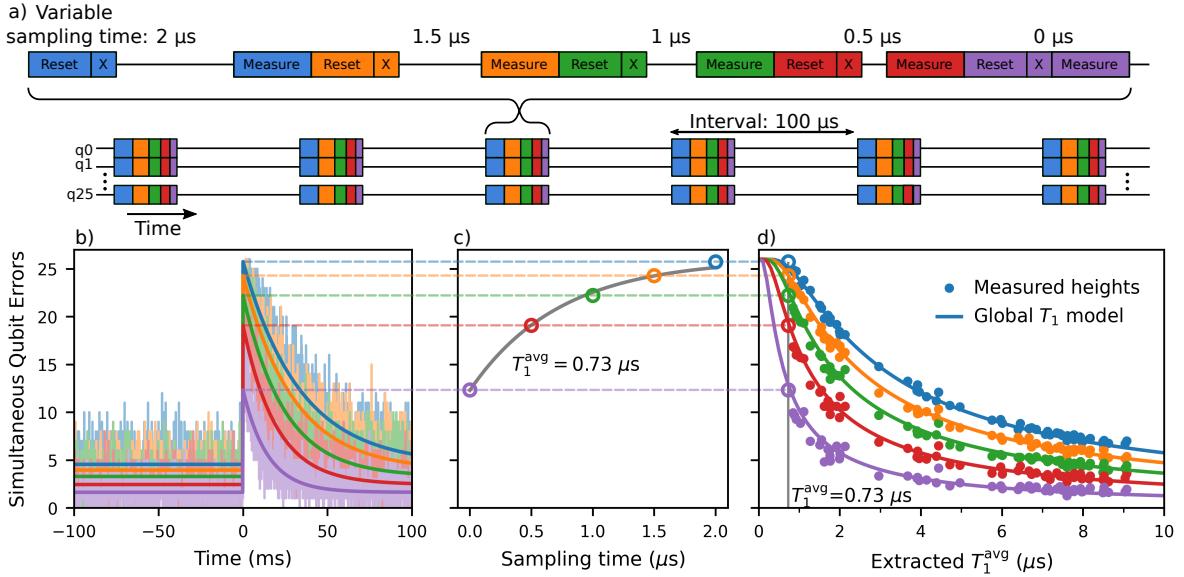 a) Variable
sampling time: 2 μs 1.5 μs 1 μs 0.5 μs 0 μs
Reset X Measure Reset X Measure Reset X Measure Reset X Measure Reset X Measure
Interval: 100 μs
q0
q1
q25
Time
b) c) d)
Simultaneous Qubit Errors
25
20
15
10
5
0
T₁ᵃᵛᵍ = 0.73 μs
Measured heights
Global T₁ model
T₁ᵃᵛᵍ=0.73 μs
−100 −50 0 50 100
Time (ms)
0.0 0.5 1.0 1.5 2.0
Sampling time (μs)
0 2 4 6 8 10
Extracted T₁ᵃᵛᵍ (μs)